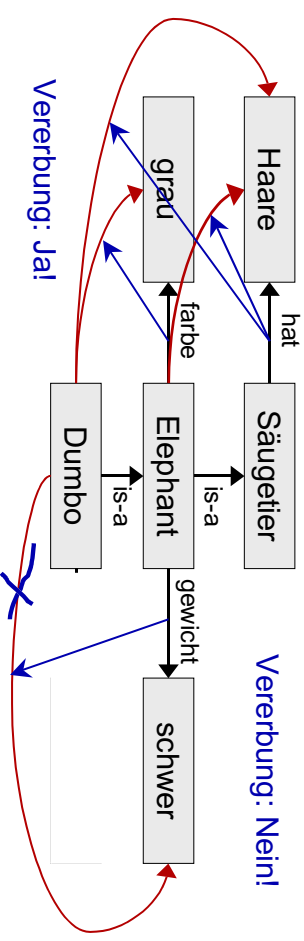 Vererbung: Nein!
hat
Haare
Säugetier
is-a
farbe
gewicht
grau
Elephant
schwer
is-a
Dumbo
Vererbung: Ja!